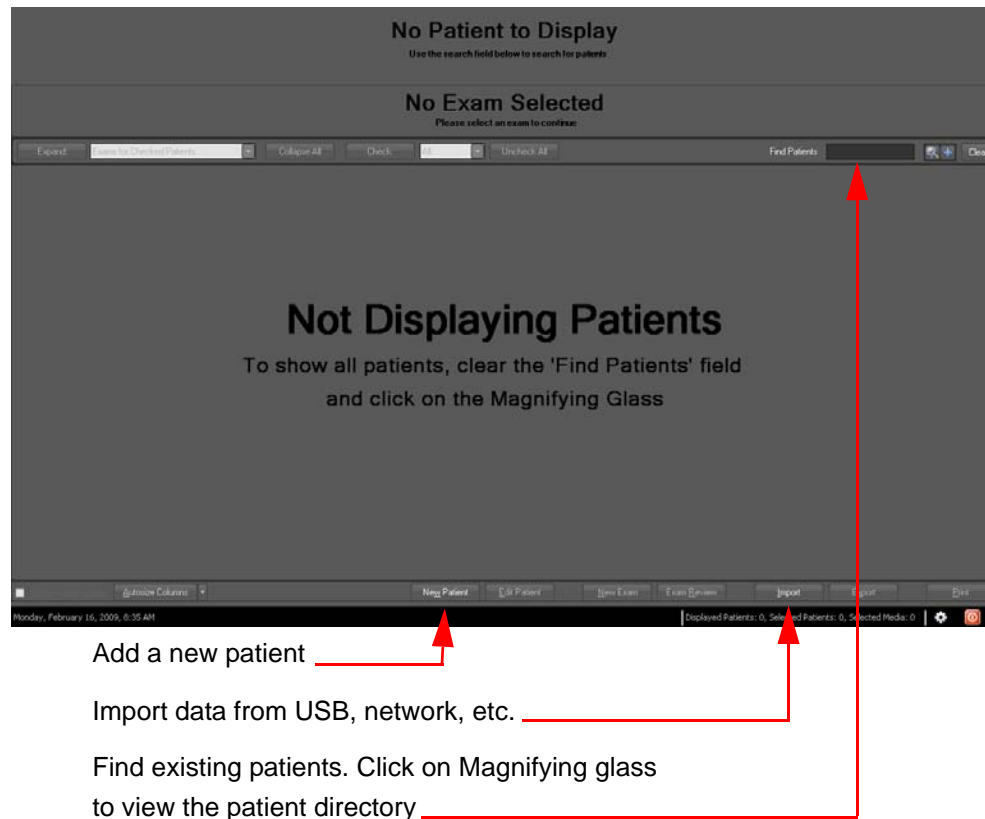 No Patient to Display
Use the search field below to search for patients
No Exam Selected
Please select an exam to continue
Expand Exams for Checked Patients Collapse All Check All Uncheck All Find Patients Clea
Not Displaying Patients
To show all patients, clear the 'Find Patients' field
and click on the Magnifying Glass
Autosize Columns New Patient Edit Patient New Exam Exam Review Import Export Print
Monday, February 16, 2009, 8:35 AM Displayed Patients: 0, Selected Patients: 0, Selected Media: 0
Add a new patient
Import data from USB, network, etc.
Find existing patients. Click on Magnifying glass
to view the patient directory